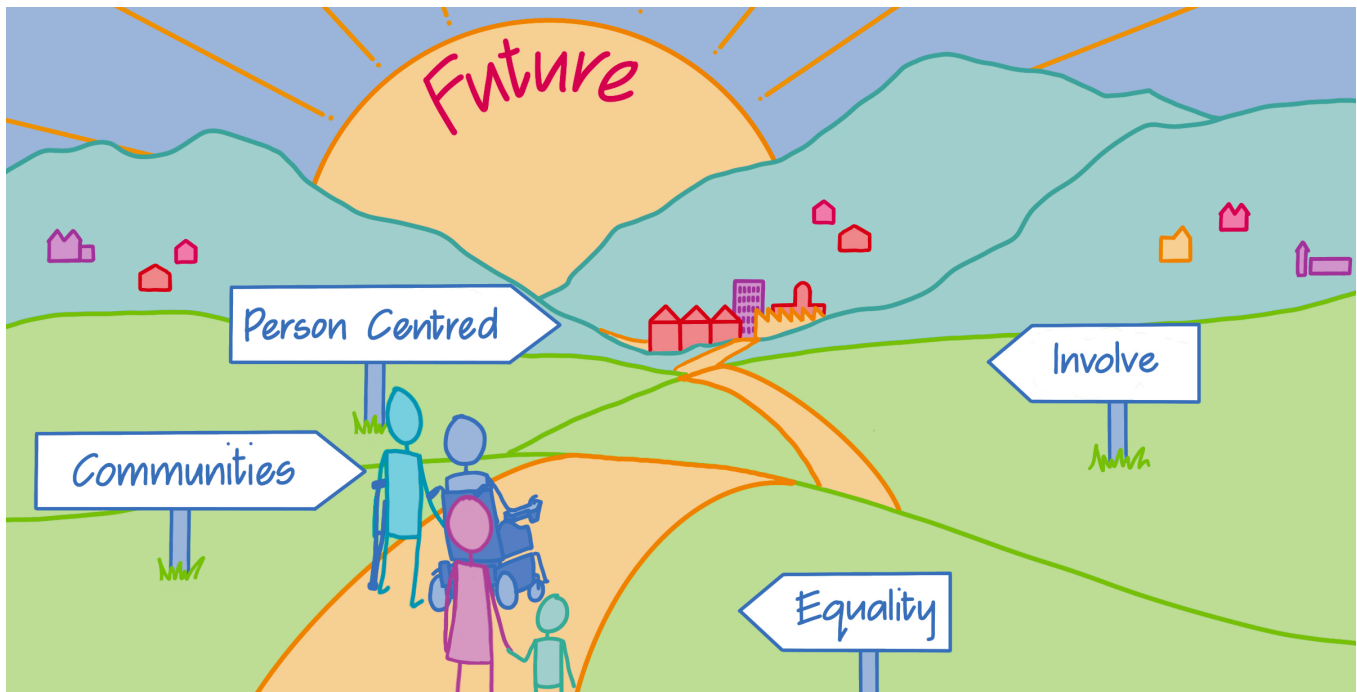 Future
Person Centred
Involve
Communities
Equality